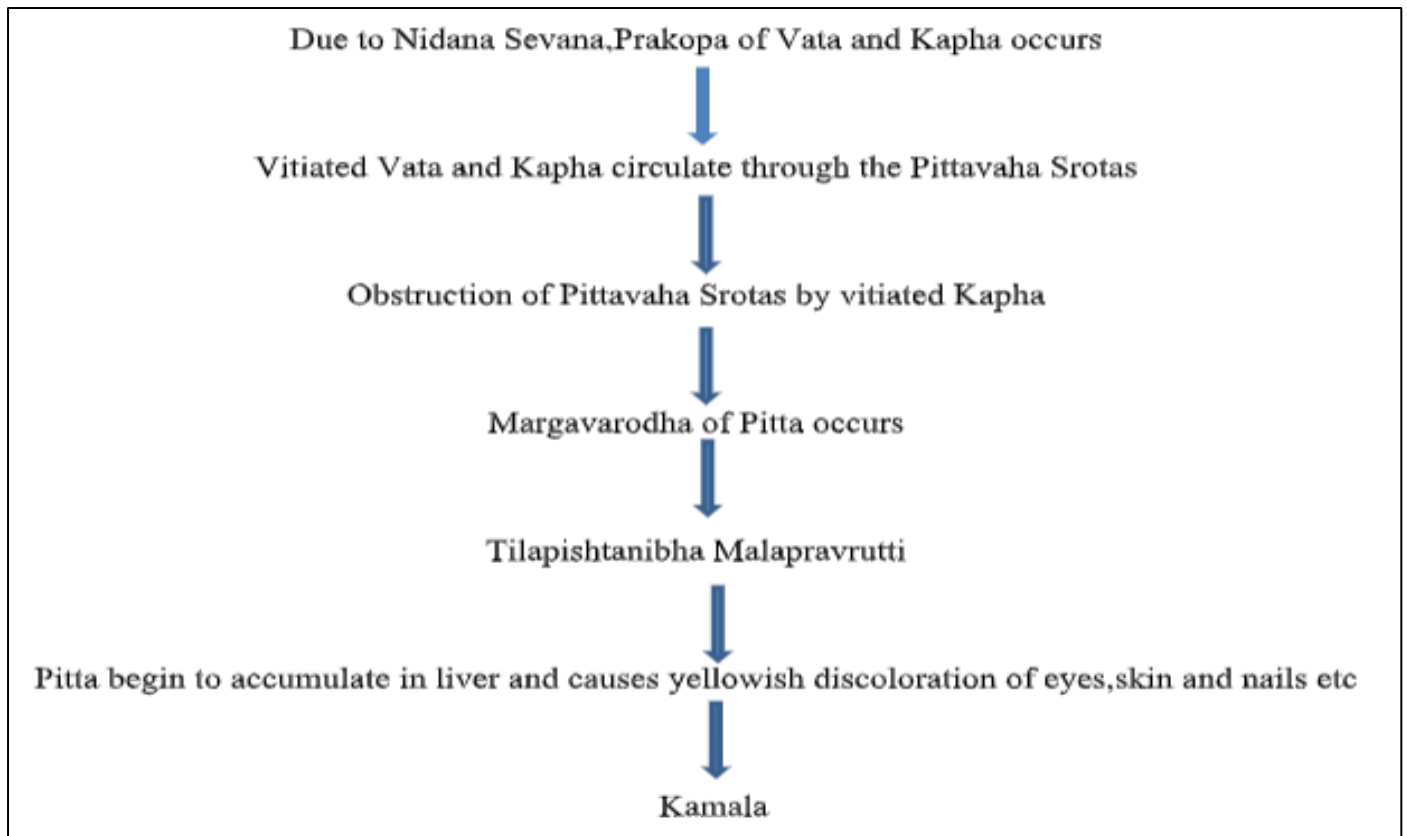 Due to Nidana Sevana,Prakopa of Vata and Kapha occurs
Vitiated Vata and Kapha circulate through the Pittavaha Srotas
Obstruction of Pittavaha Srotas by vitiated Kapha
Margavarodha of Pitta occurs
Tilapishtanibha Malapravrutti
Pitta begin to accumulate in liver and causes yellowish discoloration of eyes,skin and nails etc
Kamala